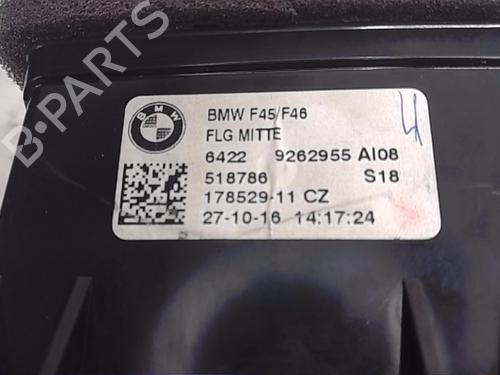 BMW
BMW F45/F46
FLG MITTE
6422 9262955 AI08
518786 S18
178529-11 CZ
27-10-16 14:17:24
4